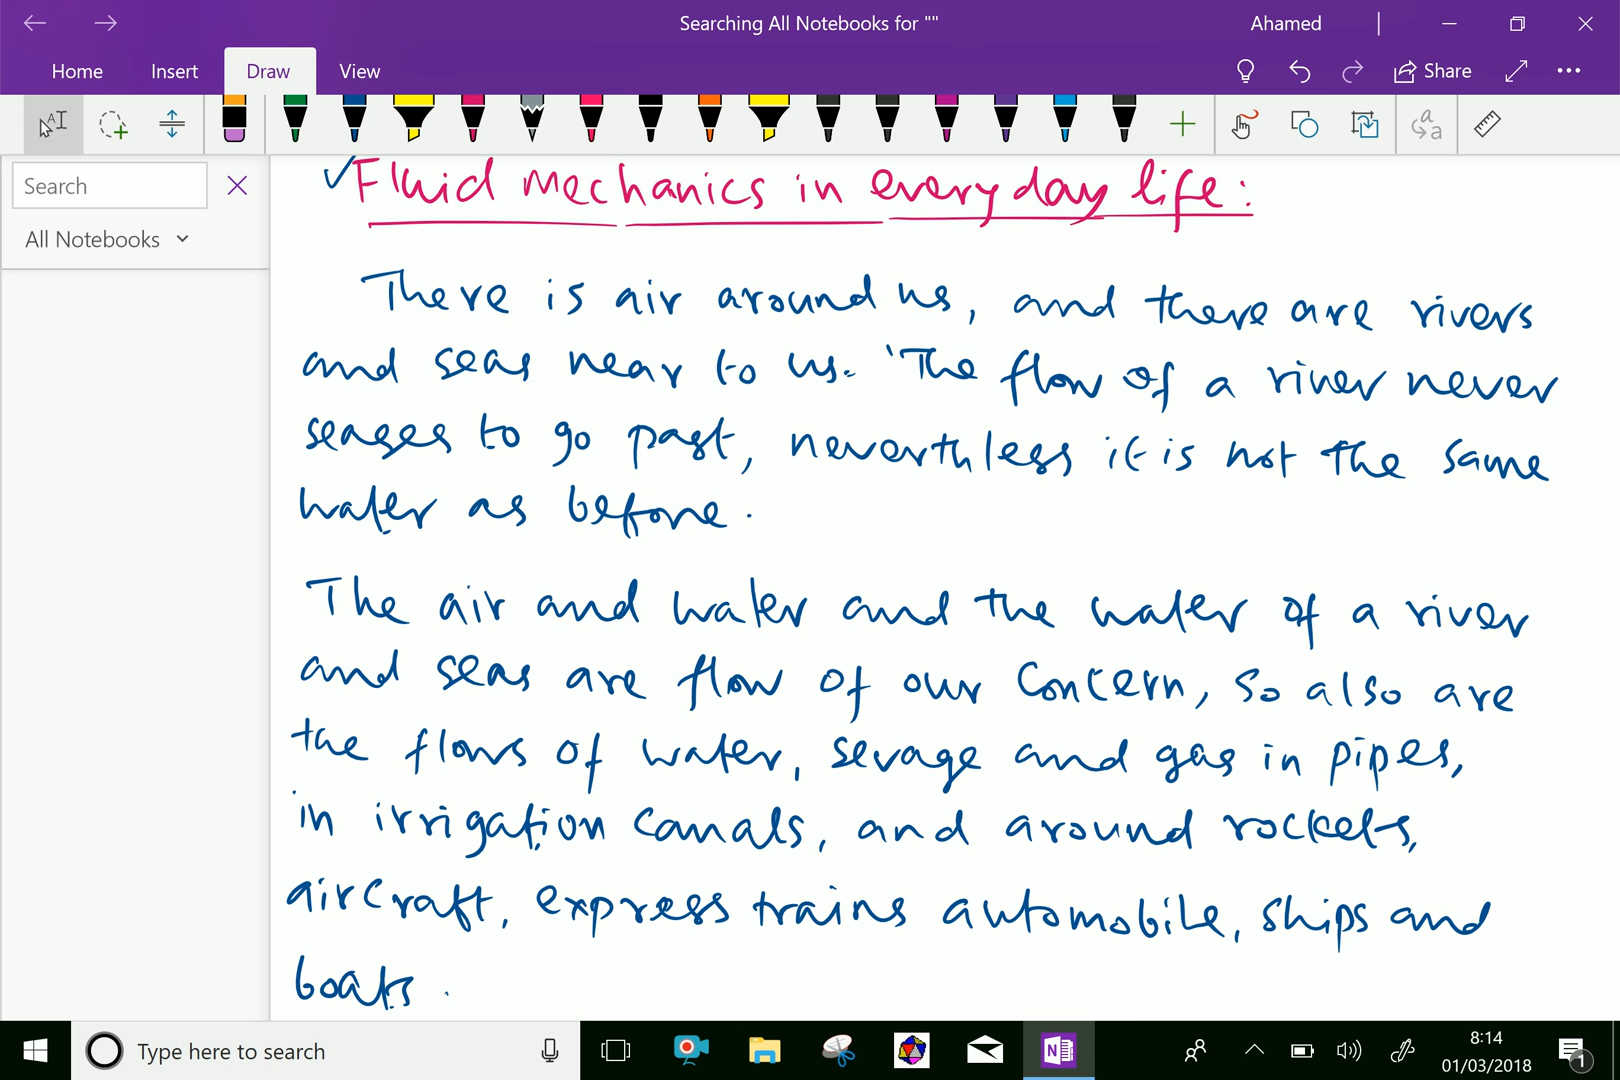 Searching All Notebooks for ""
Ahamed
Home Insert Draw View
Share
Search
All Notebooks
Fluid mechanics in everyday life:
There is air around us, and there are rivers
and seas near to us. 'The flow of a river never
seages to go past, nevertheless it is not the same
water as before.
The air and water and the water of a river
and seas are flow of our concern, so also are
the flows of water, sevage and gas in pipes,
in irrigation canals, and around rockets,
aircraft, express trains automobile, ships and
boats.
Type here to search
8:14
01/03/2018
1